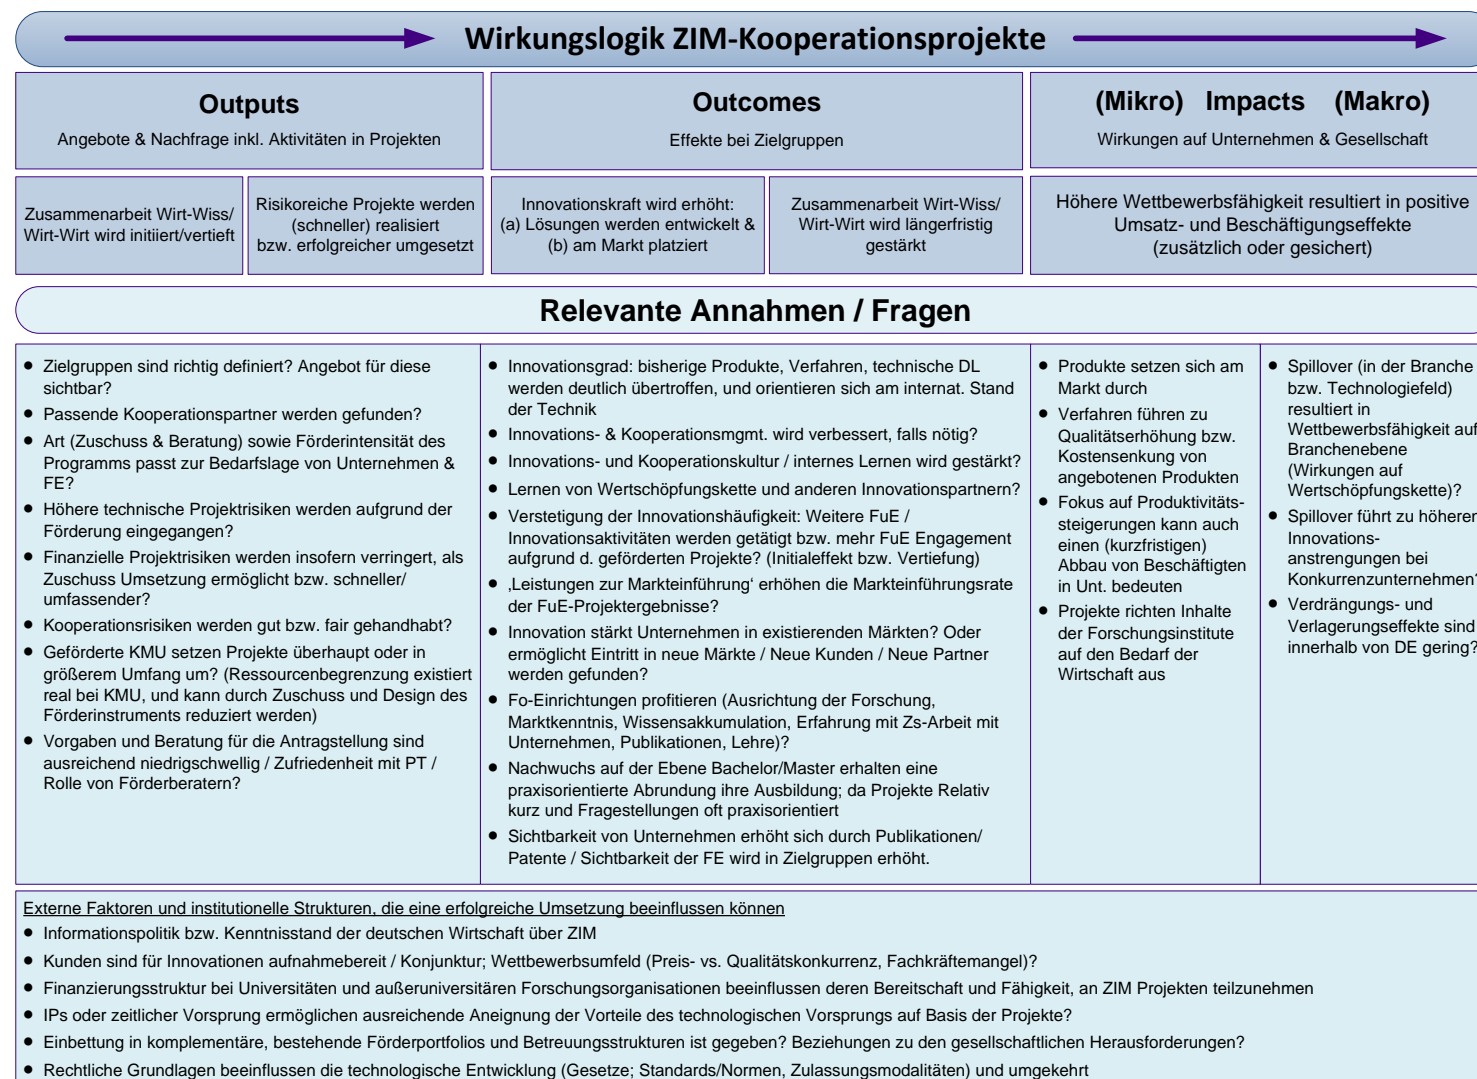 Wirkungslogik ZIM-Kooperationsprojekte
Outputs
Angebote & Nachfrage inkl. Aktivitäten in Projekten
Outcomes
Effekte bei Zielgruppen
(Mikro) Impacts (Makro)
Wirkungen auf Unternehmen & Gesellschaft
Zusammenarbeit Wirt-Wiss/
Wirt-Wirt wird initiiert/vertieft
Risikoreiche Projekte werden
(schneller) realisiert
bzw. erfolgreicher umgesetzt
Innovationskraft wird erhöht:
(a) Lösungen werden entwickelt &
(b) am Markt platziert
Zusammenarbeit Wirt-Wiss/
Wirt-Wirt wird längerfristig
gestärkt
Höhere Wettbewerbsfähigkeit resultiert in positive
Umsatz- und Beschäftigungseffekte
(zusätzlich oder gesichert)
Relevante Annahmen / Fragen
• Zielgruppen sind richtig definiert? Angebot für diese
sichtbar?
• Passende Kooperationspartner werden gefunden?
• Art (Zuschuss & Beratung) sowie Förderintensität des
Programms passt zur Bedarfslage von Unternehmen &
FE?
• Höhere technische Projektrisiken werden aufgrund der
Förderung eingegangen?
• Finanzielle Projektrisiken werden insofern verringert, als
Zuschuss Umsetzung ermöglicht bzw. schneller/
umfassender?
• Kooperationsrisiken werden gut bzw. fair gehandhabt?
• Geförderte KMU setzen Projekte überhaupt oder in
größerem Umfang um? (Ressourcenbegrenzung existiert
real bei KMU, und kann durch Zuschuss und Design des
Förderinstruments reduziert werden)
• Vorgaben und Beratung für die Antragstellung sind
ausreichend niedrigschwellig / Zufriedenheit mit PT /
Rolle von Förderberatern?
• Innovationsgrad: bisherige Produkte, Verfahren, technische DL
werden deutlich übertroffen, und orientieren sich am internat. Stand
der Technik
• Innovations- & Kooperationsmgmt. wird verbessert, falls nötig?
• Innovations- und Kooperationskultur / internes Lernen wird gestärkt?
• Lernen von Wertschöpfungskette und anderen Innovationspartnern?
• Verstetigung der Innovationshäufigkeit: Weitere FuE /
Innovationsaktivitäten werden getätigt bzw. mehr FuE Engagement
aufgrund d. geförderten Projekte? (Initialeffekt bzw. Vertiefung)
• ‚Leistungen zur Markteinführung‘ erhöhen die Markteinführungsrate
der FuE-Projektergebnisse?
• Innovation stärkt Unternehmen in existierenden Märkten? Oder
ermöglicht Eintritt in neue Märkte / Neue Kunden / Neue Partner
werden gefunden?
• Fo-Einrichtungen profitieren (Ausrichtung der Forschung,
Marktkenntnis, Wissensakkumulation, Erfahrung mit Zs-Arbeit mit
Unternehmen, Publikationen, Lehre)?
• Nachwuchs auf der Ebene Bachelor/Master erhalten eine
praxisorientierte Abrundung ihre Ausbildung; da Projekte Relativ
kurz und Fragestellungen oft praxisorientiert
• Sichtbarkeit von Unternehmen erhöht sich durch Publikationen/
Patente / Sichtbarkeit der FE wird in Zielgruppen erhöht.
• Produkte setzen sich am
Markt durch
• Verfahren führen zu
Qualitätserhöhung bzw.
Kostensenkung von
angebotenen Produkten
• Fokus auf Produktivitäts-
steigerungen kann auch
einen (kurzfristigen)
Abbau von Beschäftigten
in Unt. bedeuten
• Projekte richten Inhalte
der Forschungsinstitute
auf den Bedarf der
Wirtschaft aus
• Spillover (in der Branche
bzw. Technologiefeld)
resultiert in
Wettbewerbsfähigkeit auf
Branchenebene
(Wirkungen auf
Wertschöpfungskette)?
• Spillover führt zu höheren
Innovations-
anstrengungen bei
Konkurrenzunternehmen?
• Verdrängungs- und
Verlagerungseffekte sind
innerhalb von DE gering?
Externe Faktoren und institutionelle Strukturen, die eine erfolgreiche Umsetzung beeinflussen können
• Informationspolitik bzw. Kenntnisstand der deutschen Wirtschaft über ZIM
• Kunden sind für Innovationen aufnahmebereit / Konjunktur; Wettbewerbsumfeld (Preis- vs. Qualitätskonkurrenz, Fachkräftemangel)?
• Finanzierungsstruktur bei Universitäten und außeruniversitären Forschungsorganisationen beeinflussen deren Bereitschaft und Fähigkeit, an ZIM Projekten teilzunehmen
• IPs oder zeitlicher Vorsprung ermöglichen ausreichende Aneignung der Vorteile des technologischen Vorsprungs auf Basis der Projekte?
• Einbettung in komplementäre, bestehende Förderportfolios und Betreuungsstrukturen ist gegeben? Beziehungen zu den gesellschaftlichen Herausforderungen?
• Rechtliche Grundlagen beeinflussen die technologische Entwicklung (Gesetze; Standards/Normen, Zulassungsmodalitäten) und umgekehrt